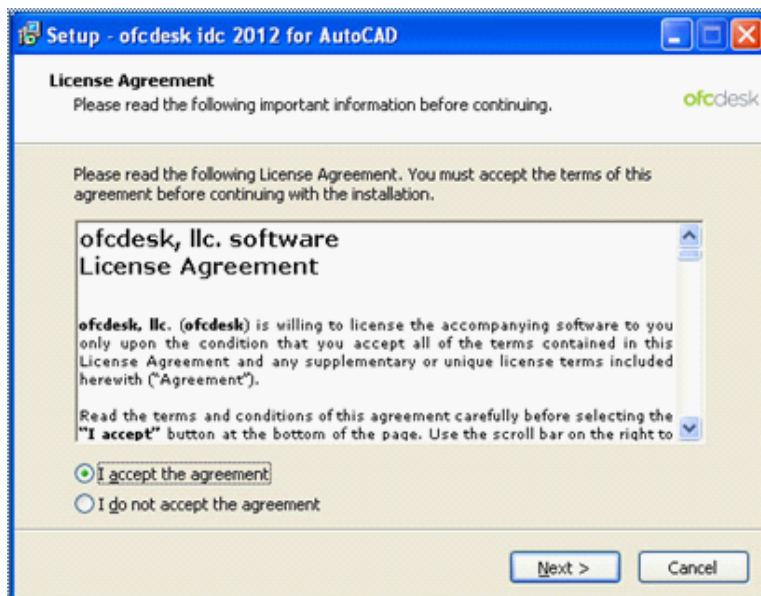 Setup - ofcdesk idc 2012 for AutoCAD
License Agreement
Please read the following important information before continuing.
ofcdesk
Please read the following License Agreement. You must accept the terms of this
agreement before continuing with the installation.
ofcdesk, llc. software
License Agreement
ofcdesk, llc. (ofcdesk) is willing to license the accompanying software to you
only upon the condition that you accept all of the terms contained in this
License Agreement and any supplementary or unique license terms included
herewith ("Agreement").
Read the terms and conditions of this agreement carefully before selecting the
"I accept" button at the bottom of the page. Use the scroll bar on the right to
I accept the agreement
I do not accept the agreement
Next >
Cancel